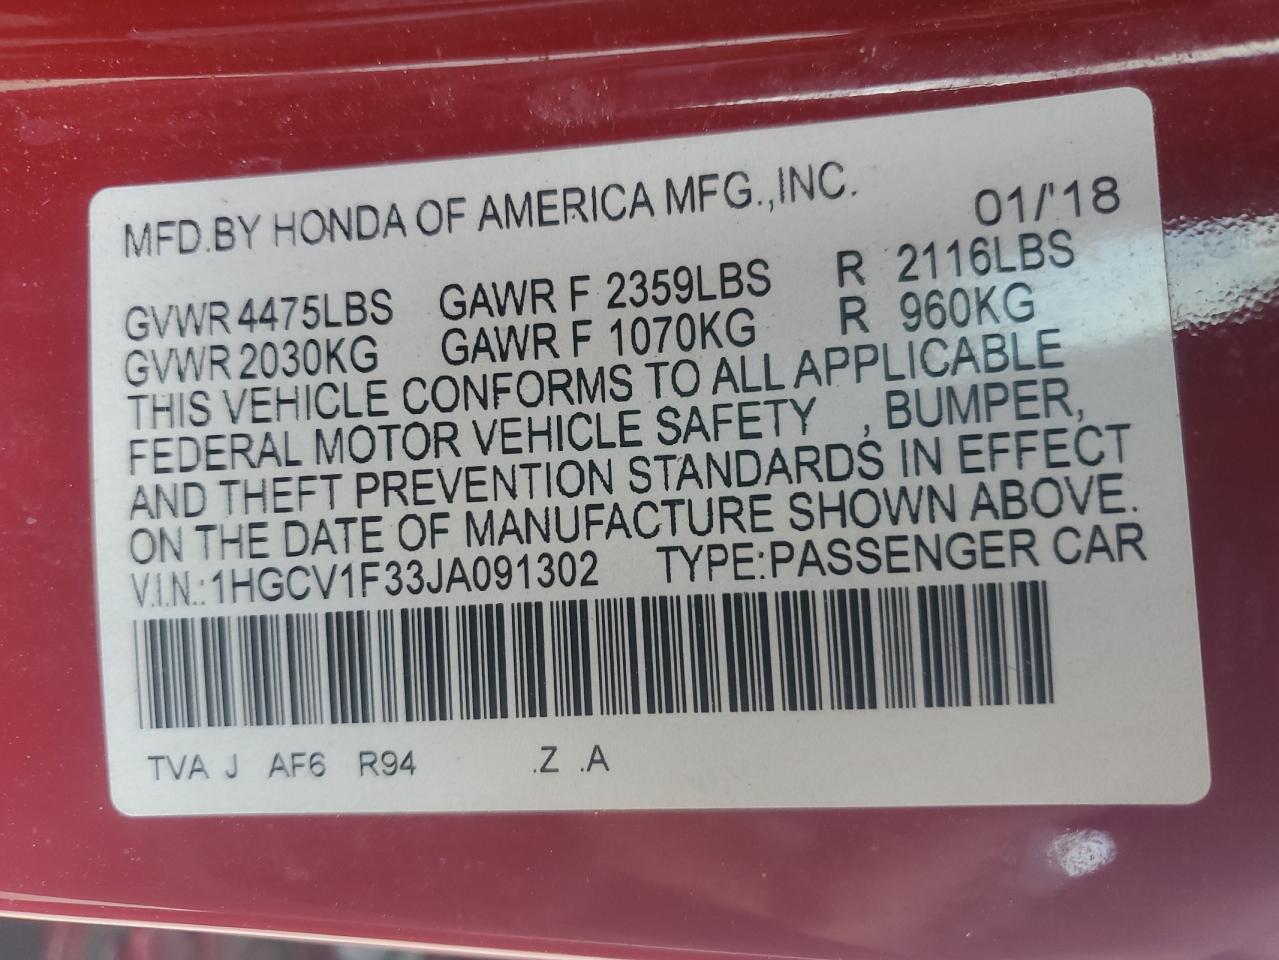 MFD.BY HONDA OF AMERICA MFG.,INC. 01/'18
GVWR 4475LBS GAWR F 2359LBS R 2116LBS
GVWR 2030KG GAWR F 1070KG R 960KG
THIS VEHICLE CONFORMS TO ALL APPLICABLE
FEDERAL MOTOR VEHICLE SAFETY , BUMPER,
AND THEFT PREVENTION STANDARDS IN EFFECT
ON THE DATE OF MANUFACTURE SHOWN ABOVE.
V.I.N.:1HGCV1F33JA091302 TYPE:PASSENGER CAR
TVA J AF6 R94 .Z .A